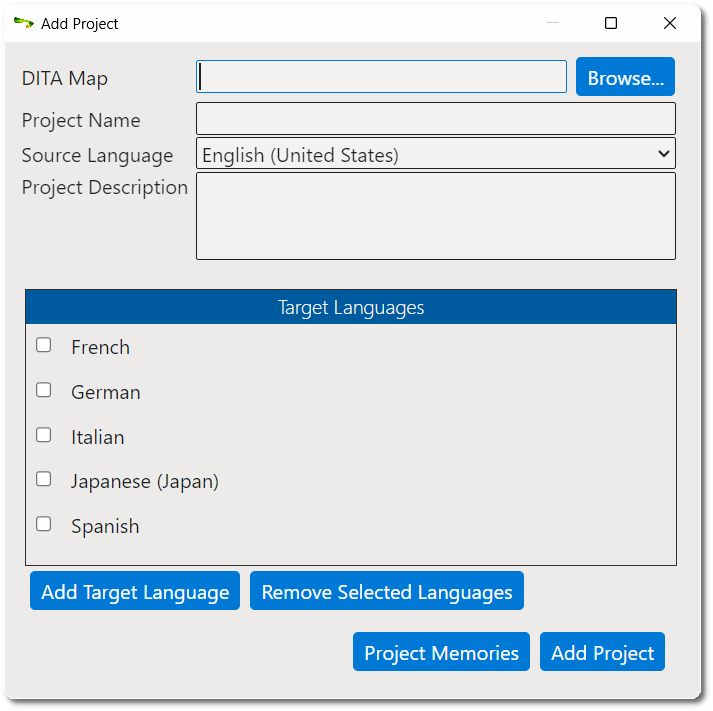 Add Project
DITA Map
Browse...
Project Name
Source Language English (United States)
Project Description
Target Languages
French
German
Italian
Japanese (Japan)
Spanish
Add Target Language Remove Selected Languages
Project Memories Add Project